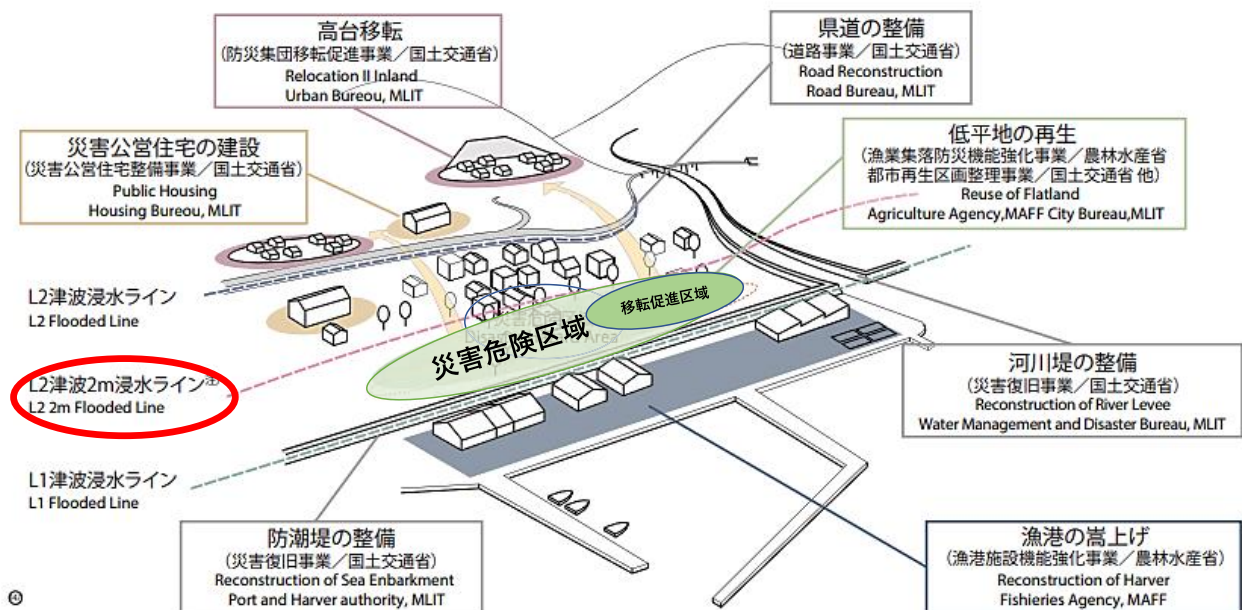 高台移転
(防災集団移転促進事業／国土交通省)
Relocation II Inland
Urban Bureou, MLIT
県道の整備
(道路事業／国土交通省)
Road Reconstruction
Road Bureau, MLIT
災害公営住宅の建設
(災害公営住宅整備事業／国土交通省)
Public Housing
Housing Bureou, MLIT
低平地の再生
(漁業集落防災機能強化事業／農林水産省
都市再生区画整理事業／国土交通省 他)
Reuse of Flatland
Agriculture Agency,MAFF City Bureau,MLIT
L2津波浸水ライン
L2 Flooded Line
移転促進区域
災害危険区域
L2津波2m浸水ライン注
L2 2m Flooded Line
河川堤の整備
(災害復旧事業／国土交通省)
Reconstruction of River Levee
Water Management and Disaster Bureau, MLIT
L1津波浸水ライン
L1 Flooded Line
防潮堤の整備
(災害復旧事業／国土交通省)
Reconstruction of Sea Enbarkment
Port and Harver authority, MLIT
漁港の嵩上げ
(漁港施設機能強化事業／農林水産省)
Reconstruction of Harver
Fishieries Agency, MAFF